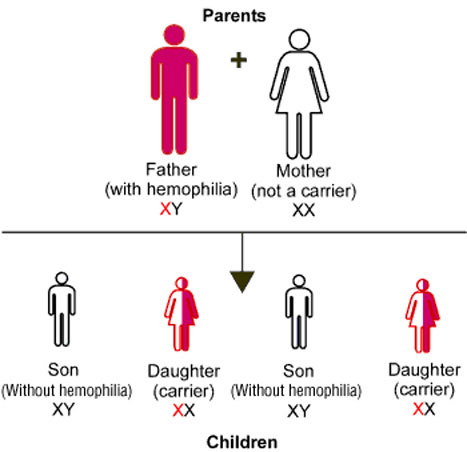 Parents
+
Father
(with hemophilia)
XY
Mother
(not a carrier)
XX
Son
(Without hemophilia)
XY
Daughter
(carrier)
XX
Son
(Without hemophilia)
XY
Daughter
(carrier)
XX
Children